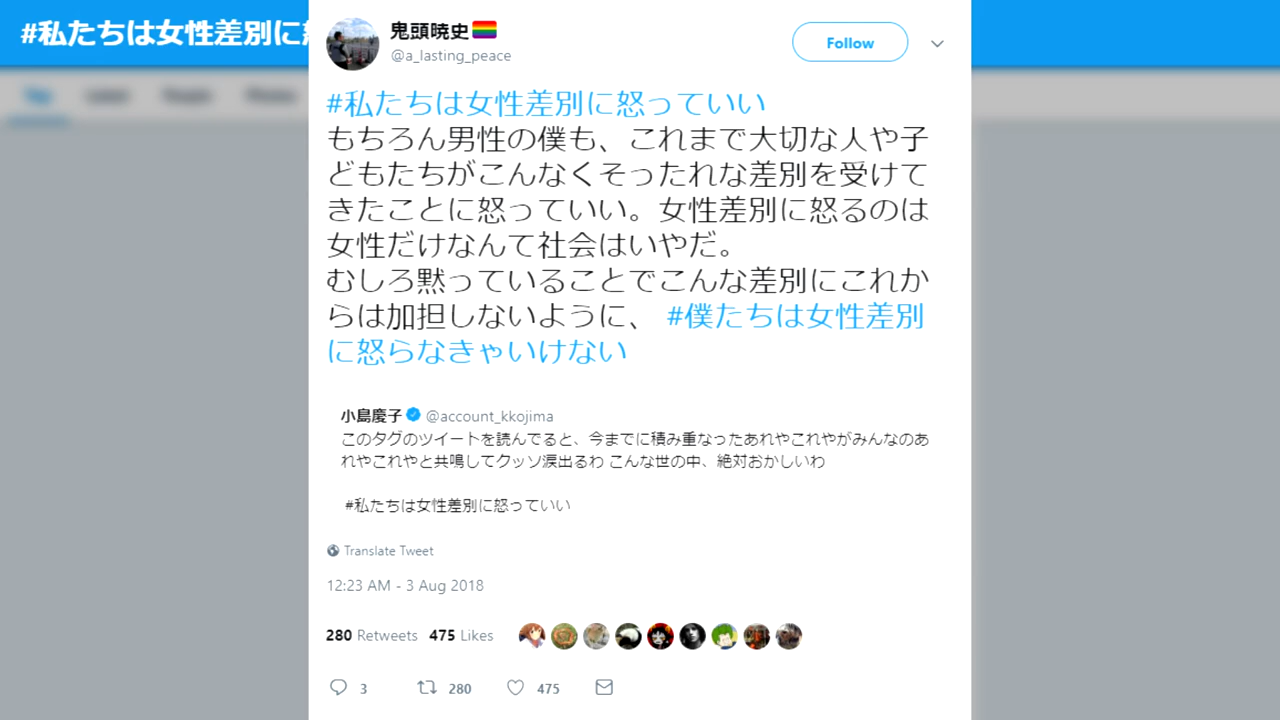 #私たちは女性差別に
鬼頭暁史🏳️‍🌈
@a_lasting_peace
Follow
Top
Latest
People
Photos
#私たちは女性差別に怒っていい
もちろん男性の僕も、これまで大切な人や子
どもたちがこんなくそったれな差別を受けて
きたことに怒っていい。女性差別に怒るのは
女性だけなんて社会はいやだ。
むしろ黙っていることでこんな差別にこれか
らは加担しないように、 #僕たちは女性差別
に怒らなきゃいけない
小島慶子 @account_kkojima
このタグのツイートを読んでると、今までに積み重なったあれやこれやがみんなのあ
れやこれやと共鳴してクッソ涙出るわ こんな世の中、絶対おかしいわ
#私たちは女性差別に怒っていい
Translate Tweet
12:23 AM - 3 Aug 2018
280 Retweets 475 Likes
3 280 475